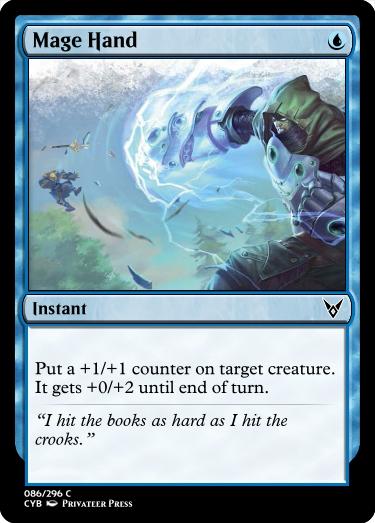 Mage Hand
Instant
Put a +1/+1 counter on target creature.
It gets +0/+2 until end of turn.
“I hit the books as hard as I hit the
crooks.”
086/296 C
CYB Privateer Press